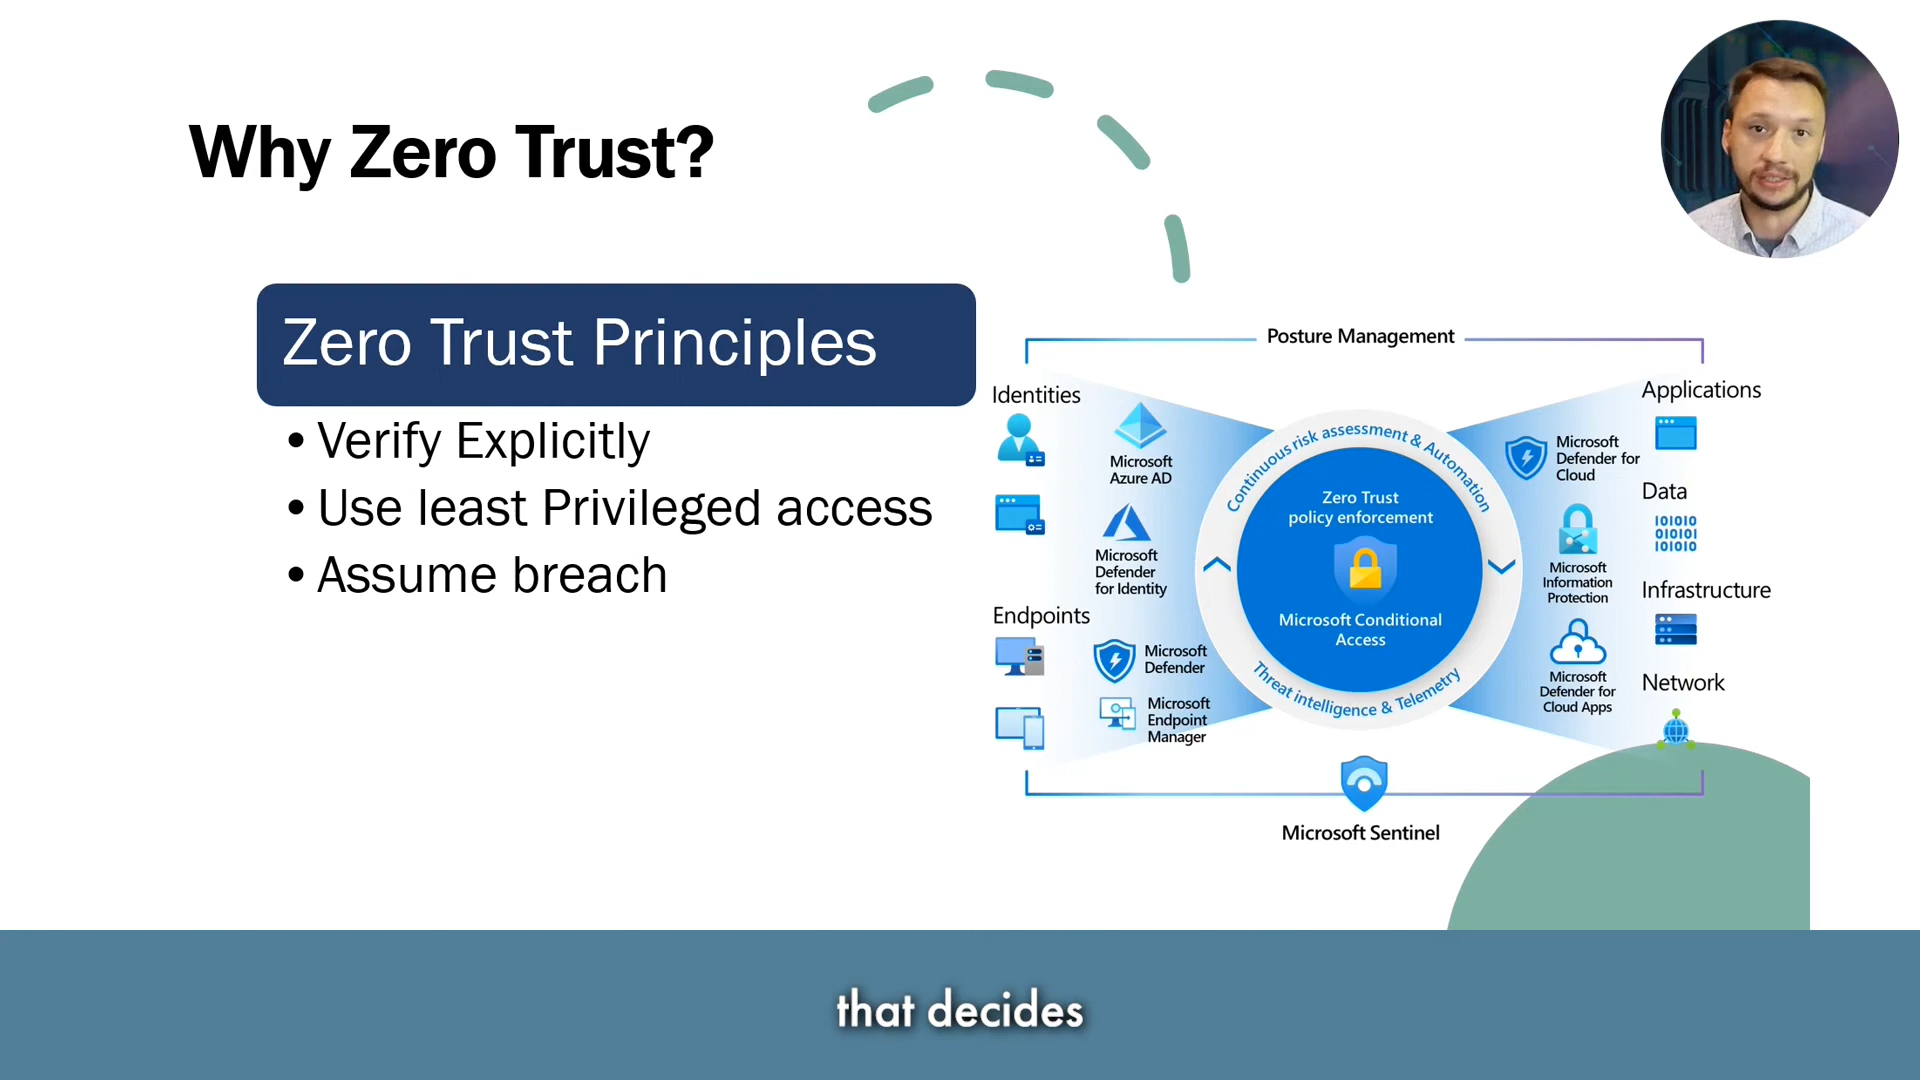 Why Zero Trust?
Zero Trust Principles
• Verify Explicitly
• Use least Privileged access
• Assume breach
Posture Management
Identities
Microsoft
Azure AD
Microsoft
Defender
for Identity
Endpoints
Microsoft
Defender
Microsoft
Endpoint
Manager
Continuous risk assessment & Automation
Zero Trust
policy enforcement
Microsoft Conditional
Access
Threat intelligence & Telemetry
Microsoft
Defender for
Cloud
Microsoft
Information
Protection
Microsoft
Defender for
Cloud Apps
Applications
Data
IOIOIO
OIOIOI
IOIOIO
Infrastructure
Network
Microsoft Sentinel
that decides